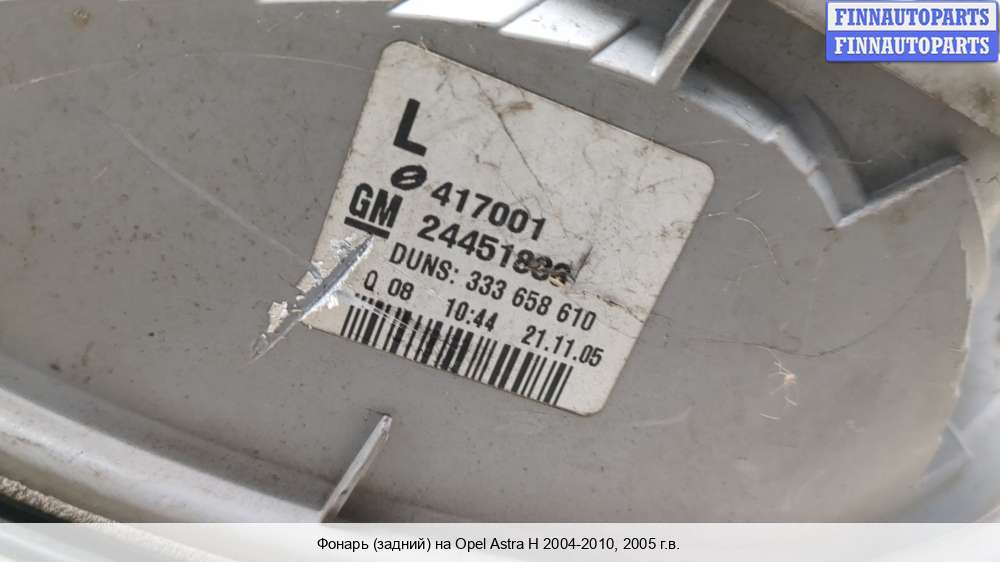 FINNAUTOPARTS
FINNAUTOPARTS
L
417001
GM
DUNS: 333 658 610
Q 08 10:44 21.11.05
Фонарь (задний) на Opel Astra H 2004-2010, 2005 г.в.